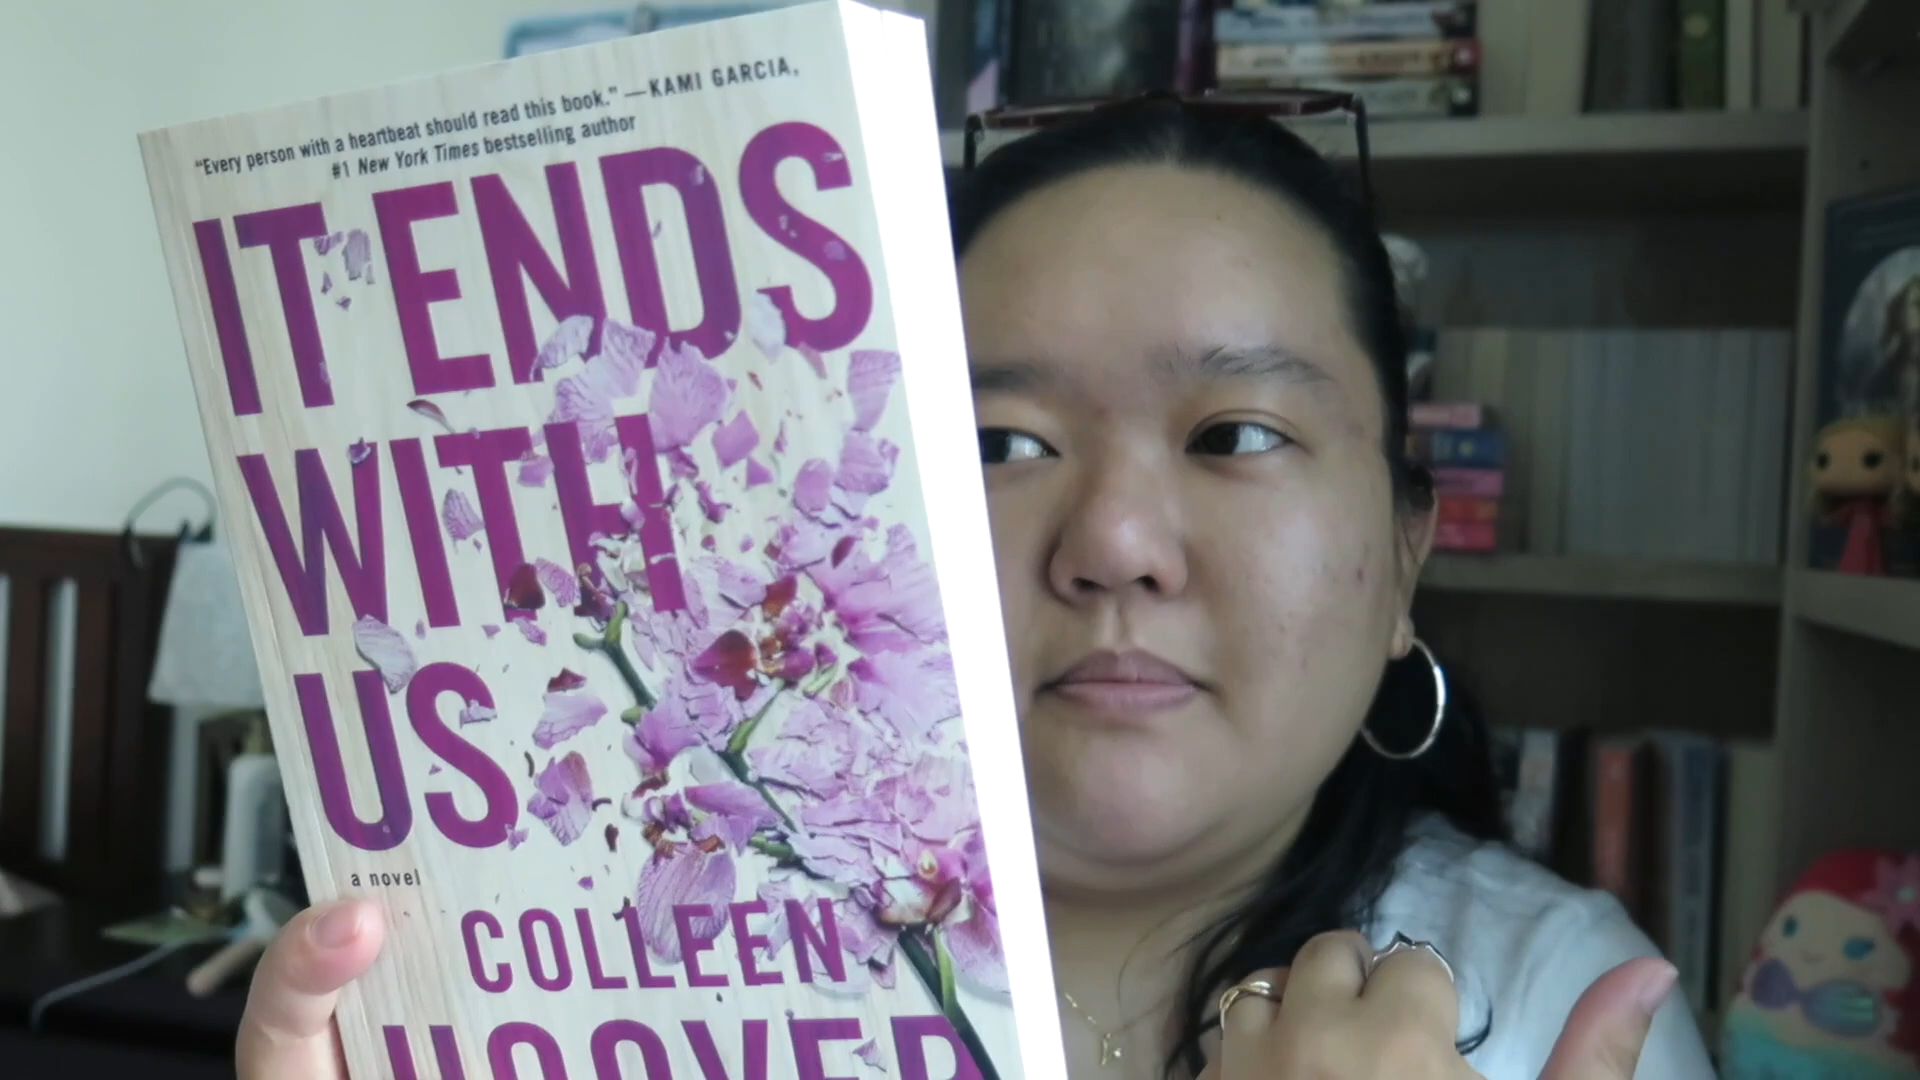 “Every person with a heartbeat should read this book.” —KAMI GARCIA,
#1 New York Times bestselling author
IT ENDS
WITH
US
a novel
COLLEEN
HOOVER